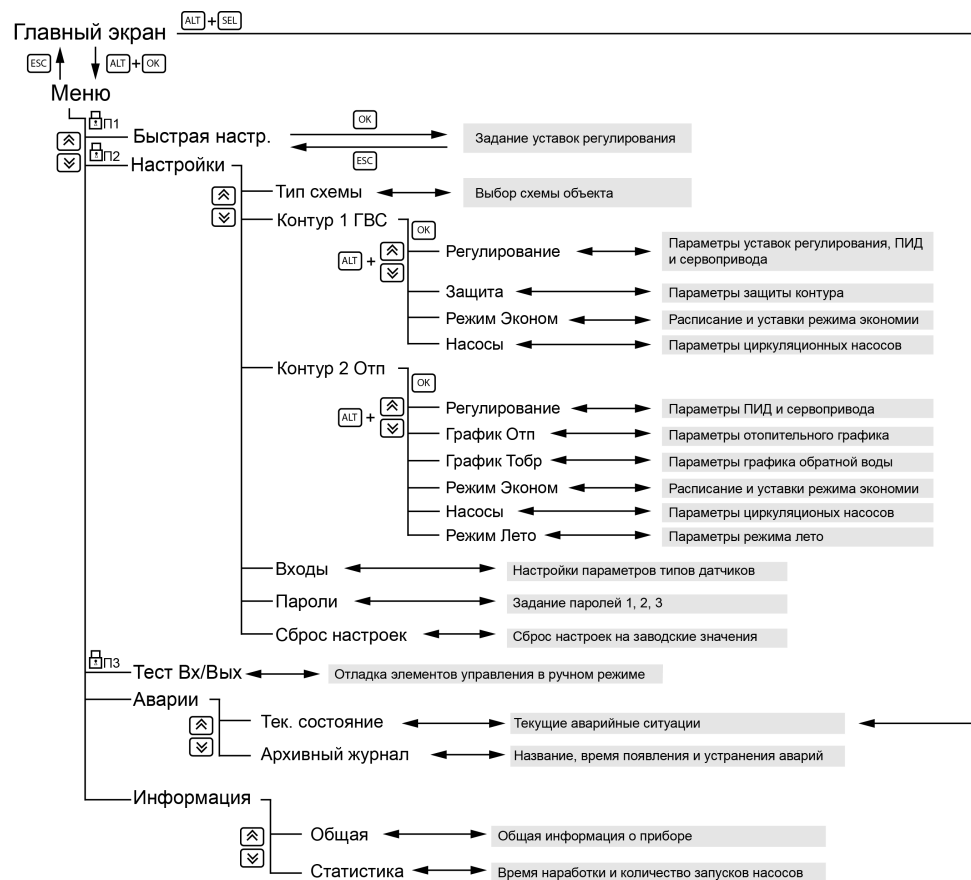 Главный экран
ALT + SEL
ESC
ALT + OK
Меню
П1
Быстрая настр.
OK
ESC
Задание уставок регулирования
П2
Настройки
Тип схемы
Выбор схемы объекта
Контур 1 ГВС
OK
ALT +
Регулирование
Параметры уставок регулирования, ПИД
и сервопривода
Защита
Параметры защиты контура
Режим Эконом
Расписание и уставки режима экономии
Насосы
Параметры циркуляционных насосов
Контур 2 Отп
OK
ALT +
Регулирование
Параметры ПИД и сервопривода
График Отп
Параметры отопительного графика
График Тобр
Параметры графика обратной воды
Режим Эконом
Расписание и уставки режима экономии
Насосы
Параметры циркуляционых насосов
Режим Лето
Параметры режима лето
Входы
Настройки параметров типов датчиков
Пароли
Задание паролей 1, 2, 3
Сброс настроек
Сброс настроек на заводские значения
П3
Тест Вх/Вых
Отладка элементов управления в ручном режиме
Аварии
Тек. состояние
Текущие аварийные ситуации
Архивный журнал
Название, время появления и устранения аварий
Информация
Общая
Общая информация о приборе
Статистика
Время наработки и количество запусков насосов